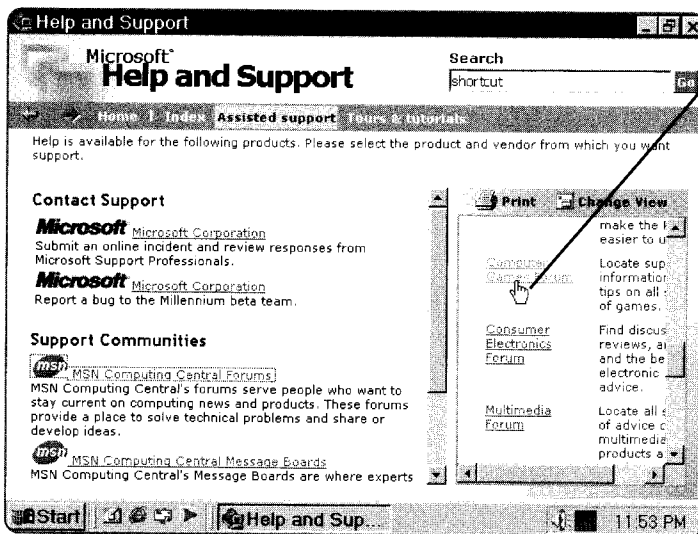 Help and Support
Microsoft
Help and Support
Search
shortcut
Go
Home | Index Assisted support Tours & tutorials
Help is available for the following products. Please select the product and vendor from which you want
support.
Contact Support
Microsoft Microsoft Corporation
Submit an online incident and review responses from
Microsoft Support Professionals.
Microsoft Microsoft Corporation
Report a bug to the Millennium beta team.
Support Communities
msn MSN Computing Central Forums
MSN Computing Central's forums serve people who want to
stay current on computing news and products. These forums
provide a place to solve technical problems and share or
develop ideas.
msn MSN Computing Central Message Boards
MSN Computing Central's Message Boards are where experts
Print Change View
make the
easier to u
Computer
Games Forum
Locate sup
information
tips on all
of games.
Consumer
Electronics
Forum
Find discus
reviews, a
and the be
electronic
advice.
Multimedia
Forum
Locate all s
of advice c
multimedia
products a
Start Help and Sup... 11:53 PM